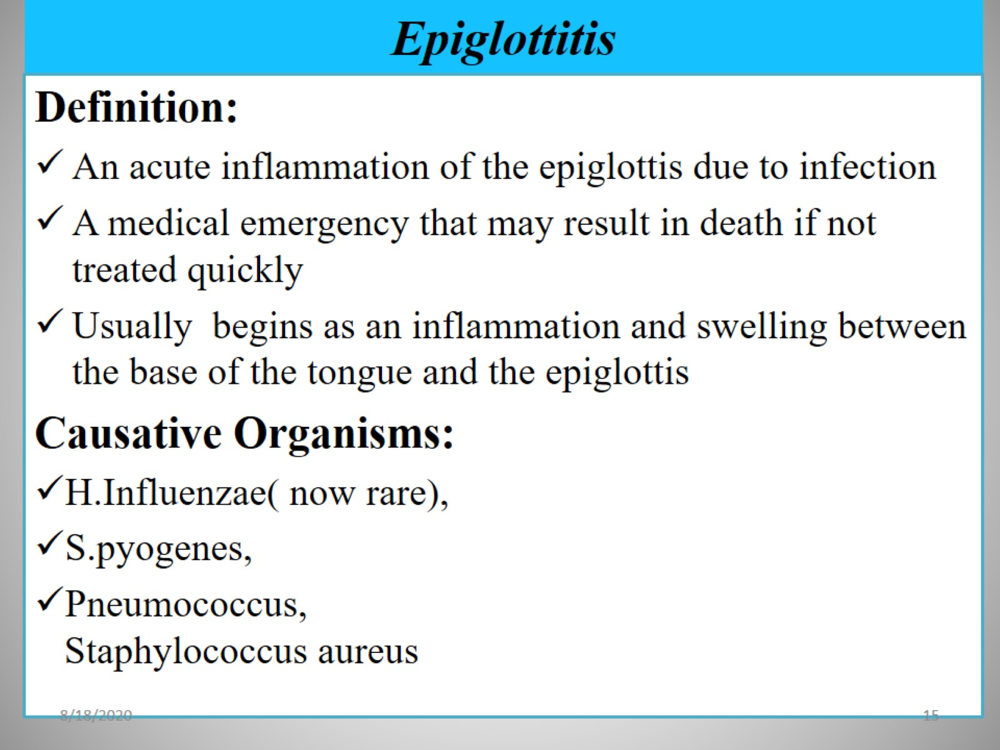 Epiglottitis
Definition:
✓ An acute inflammation of the epiglottis due to infection
✓ A medical emergency that may result in death if not
treated quickly
✓ Usually  begins as an inflammation and swelling between
the base of the tongue and the epiglottis
Causative Organisms:
✓H.Influenzae( now rare),
✓S.pyogenes,
✓Pneumococcus,
Staphylococcus aureus
8/18/2020
15